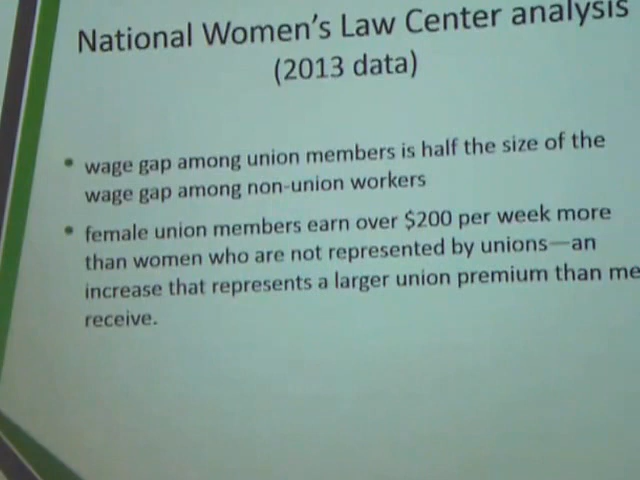 National Women's Law Center analysis
(2013 data)
• wage gap among union members is half the size of the
wage gap among non-union workers
• female union members earn over $200 per week more
than women who are not represented by unions—an
increase that represents a larger union premium than me
receive.